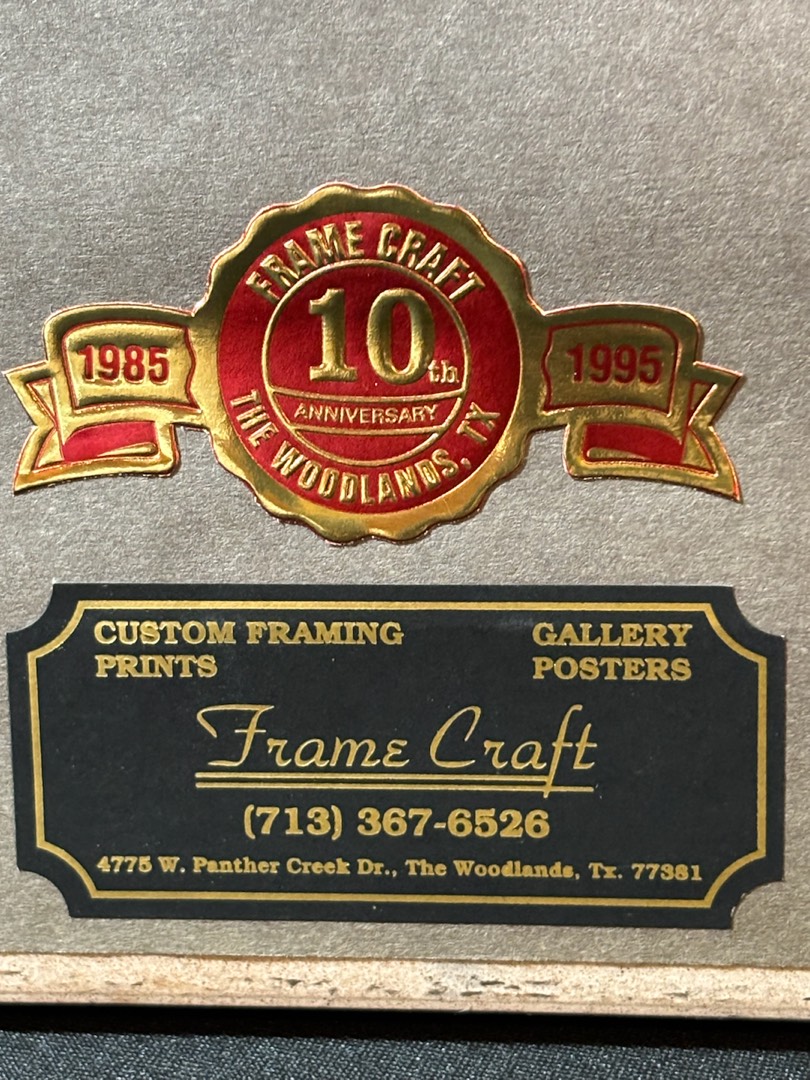 FRAME CRAFT
1985
10th
1995
ANNIVERSARY
THE WOODLANDS, TX
CUSTOM FRAMING
GALLERY
PRINTS
POSTERS
Frame Craft
(713) 367-6526
4775 W. Panther Creek Dr., The Woodlands, Tx. 77381